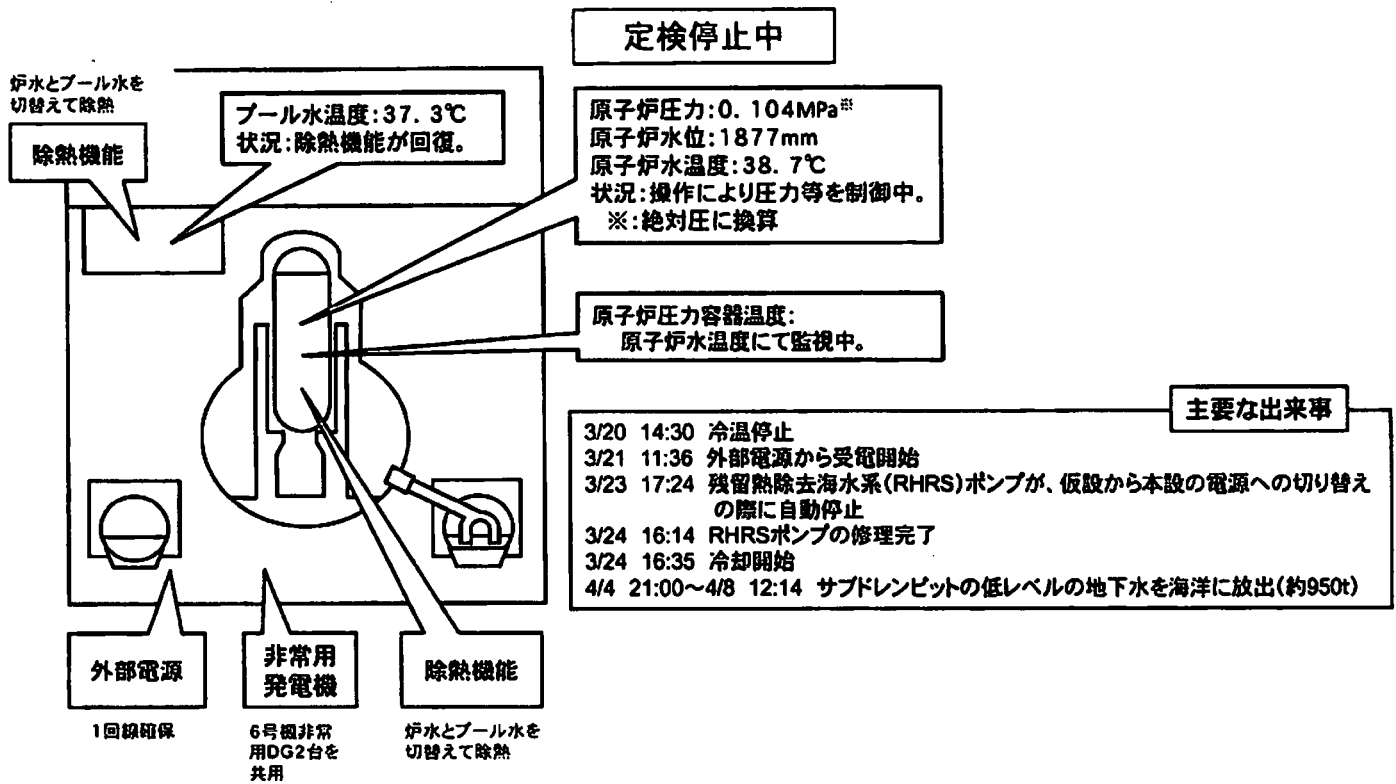 定検停止中
炉水とプール水を
切替えて除熱
除熱機能
プール水温度:37.3℃
状況:除熱機能が回復。
原子炉圧力:0.104MPa※
原子炉水位:1877mm
原子炉水温度:38.7℃
状況:操作により圧力等を制御中。
※:絶対圧に換算
原子炉圧力容器温度:
原子炉水温度にて監視中。
主要な出来事
3/20 14:30 冷温停止
3/21 11:36 外部電源から受電開始
3/23 17:24 残留熱除去海水系(RHRS)ポンプが、仮設から本設の電源への切り替え
の際に自動停止
3/24 16:14 RHRSポンプの修理完了
3/24 16:35 冷却開始
4/4 21:00～4/8 12:14 サブドレンピットの低レベルの地下水を海洋に放出(約950t)
外部電源
1回線確保
非常用
発電機
6号機非常
用DG2台を
共用
除熱機能
炉水とプール水を
切替えて除熱